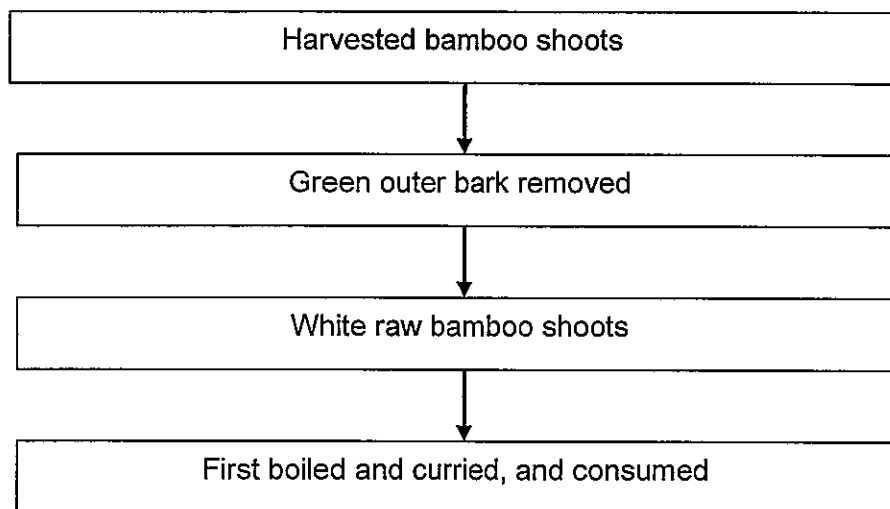 Harvested bamboo shoots
Green outer bark removed
White raw bamboo shoots
First boiled and curried, and consumed